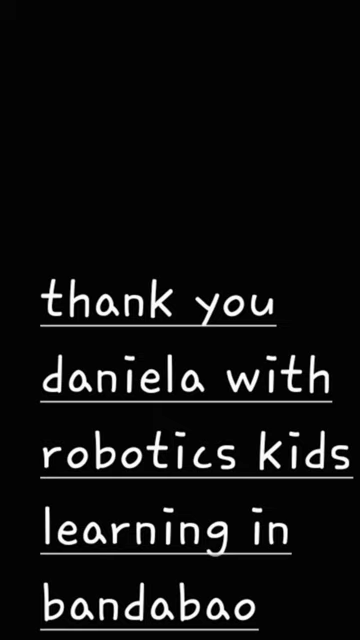 thank you
daniela with
robotics kids
learning in
bandabao